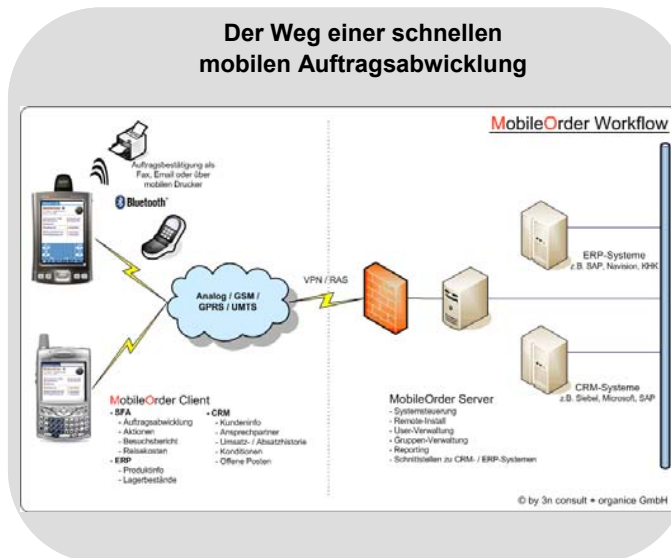 Der Weg einer schnellen
mobilen Auftragsabwicklung
MobileOrder Workflow
Auftragsbestätigung als
Fax, Email oder über
mobilen Drucker
Bluetooth
Analog / GSM /
GPRS / UMTS
VPN / RAS
ERP-Systeme
z.B. SAP, Navision, KHK
CRM-Systeme
z.B. Siebel, Microsoft, SAP
MobileOrder Client
- SFA
- Auftragsabwicklung
- Aktionen
- Besuchsbericht
- Reisekosten
- ERP
- Produktinfo
- Lagerbestände
- CRM
- Kundeninfo
- Ansprechpartner
- Umsatz- / Absatzhistorie
- Konditionen
- Offene Posten
MobileOrder Server
- Systemsteuerung
- Remote-Install
- User-Verwaltung
- Gruppen-Verwaltung
- Reporting
- Schnittstellen zu CRM- / ERP-Systemen
© by 3n consult + organice GmbH